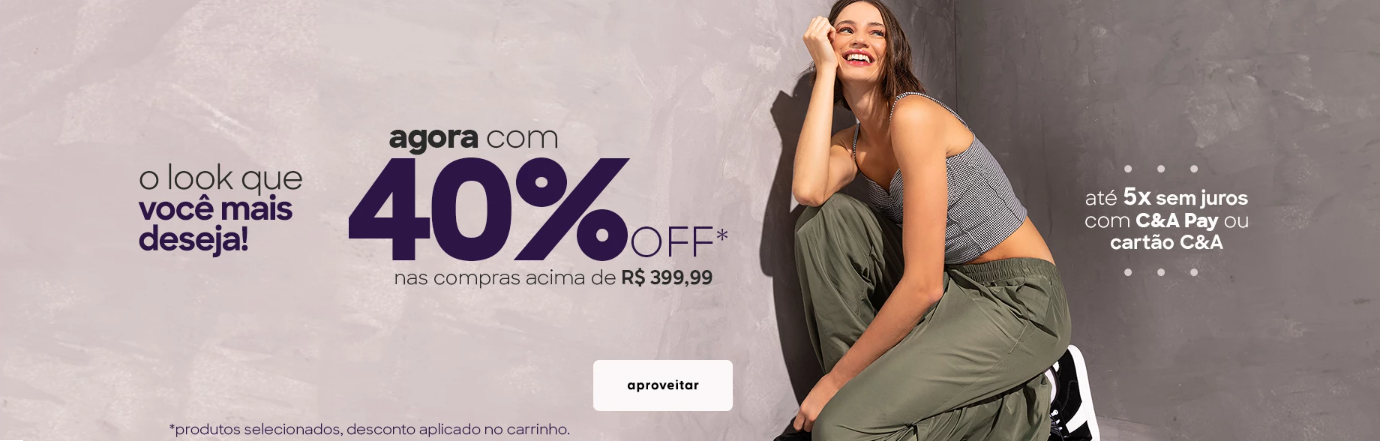 o look que
você mais
deseja!
agora com
40%OFF*
nas compras acima de R$ 399,99
até 5x sem juros
com C&A Pay ou
cartão C&A
aproveitar
*produtos selecionados, desconto aplicado no carrinho.